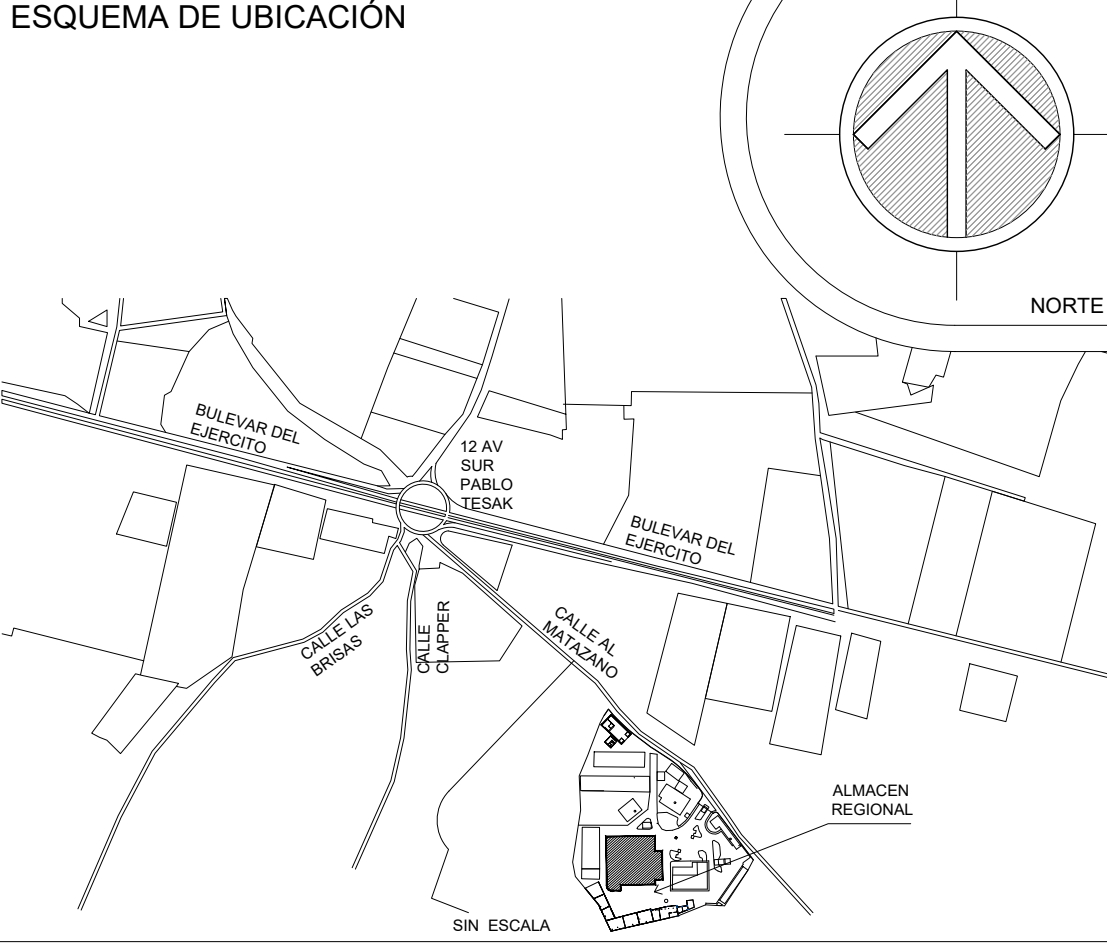 ESQUEMA DE UBICACIÓN
NORTE
BULEVAR DEL
EJERCITO
12 AV
SUR
PABLO
TESAK
BULEVAR DEL
EJERCITO
CALLE LAS
BRISAS
CALLE
CLAPPER
CALLE AL
MATAZANO
ALMACEN
REGIONAL
SIN ESCALA